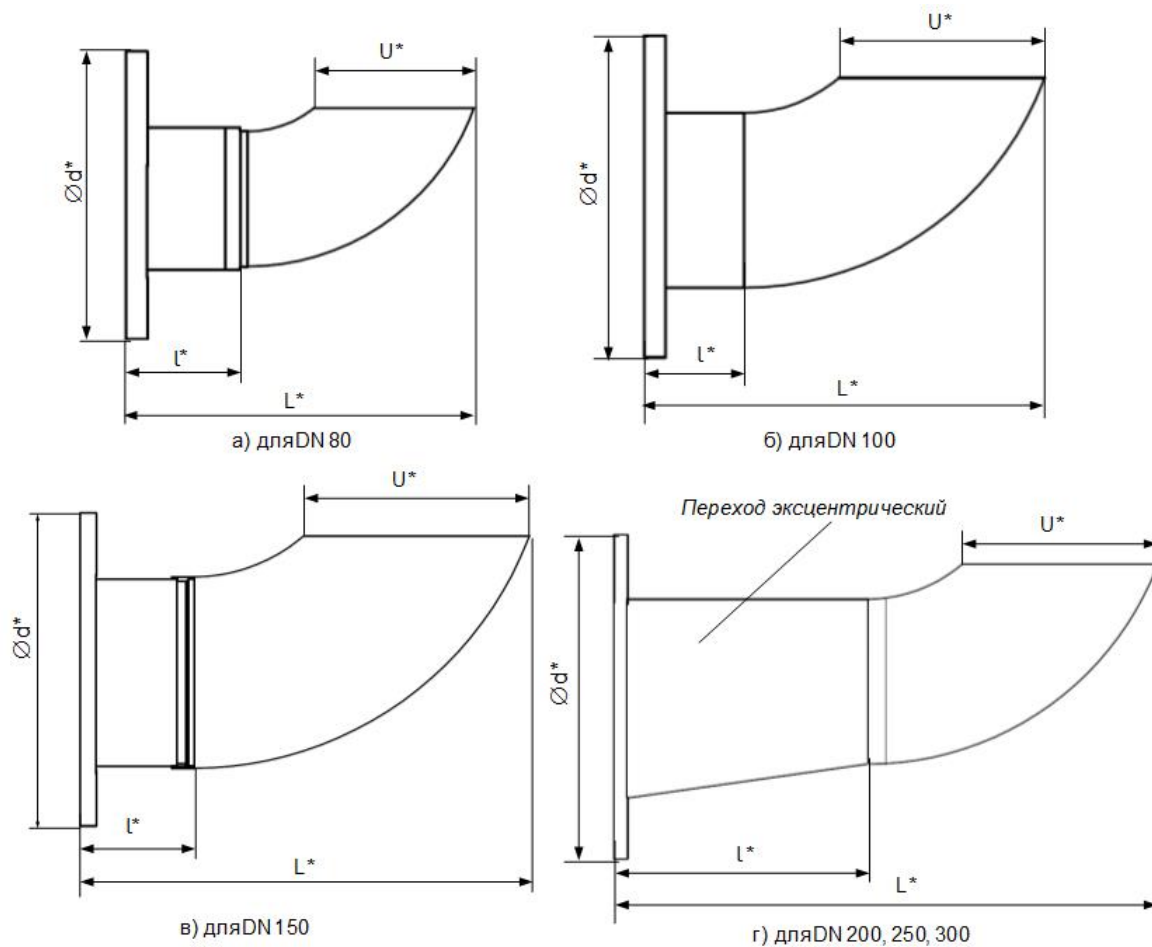 U*
Ød*
l*
L*
а) дляDN 80
U*
Ød*
l*
L*
б) дляDN 100
U*
Ød*
l*
L*
в) дляDN 150
Переход эксцентрический
U*
Ød*
l*
L*
г) дляDN 200, 250, 300